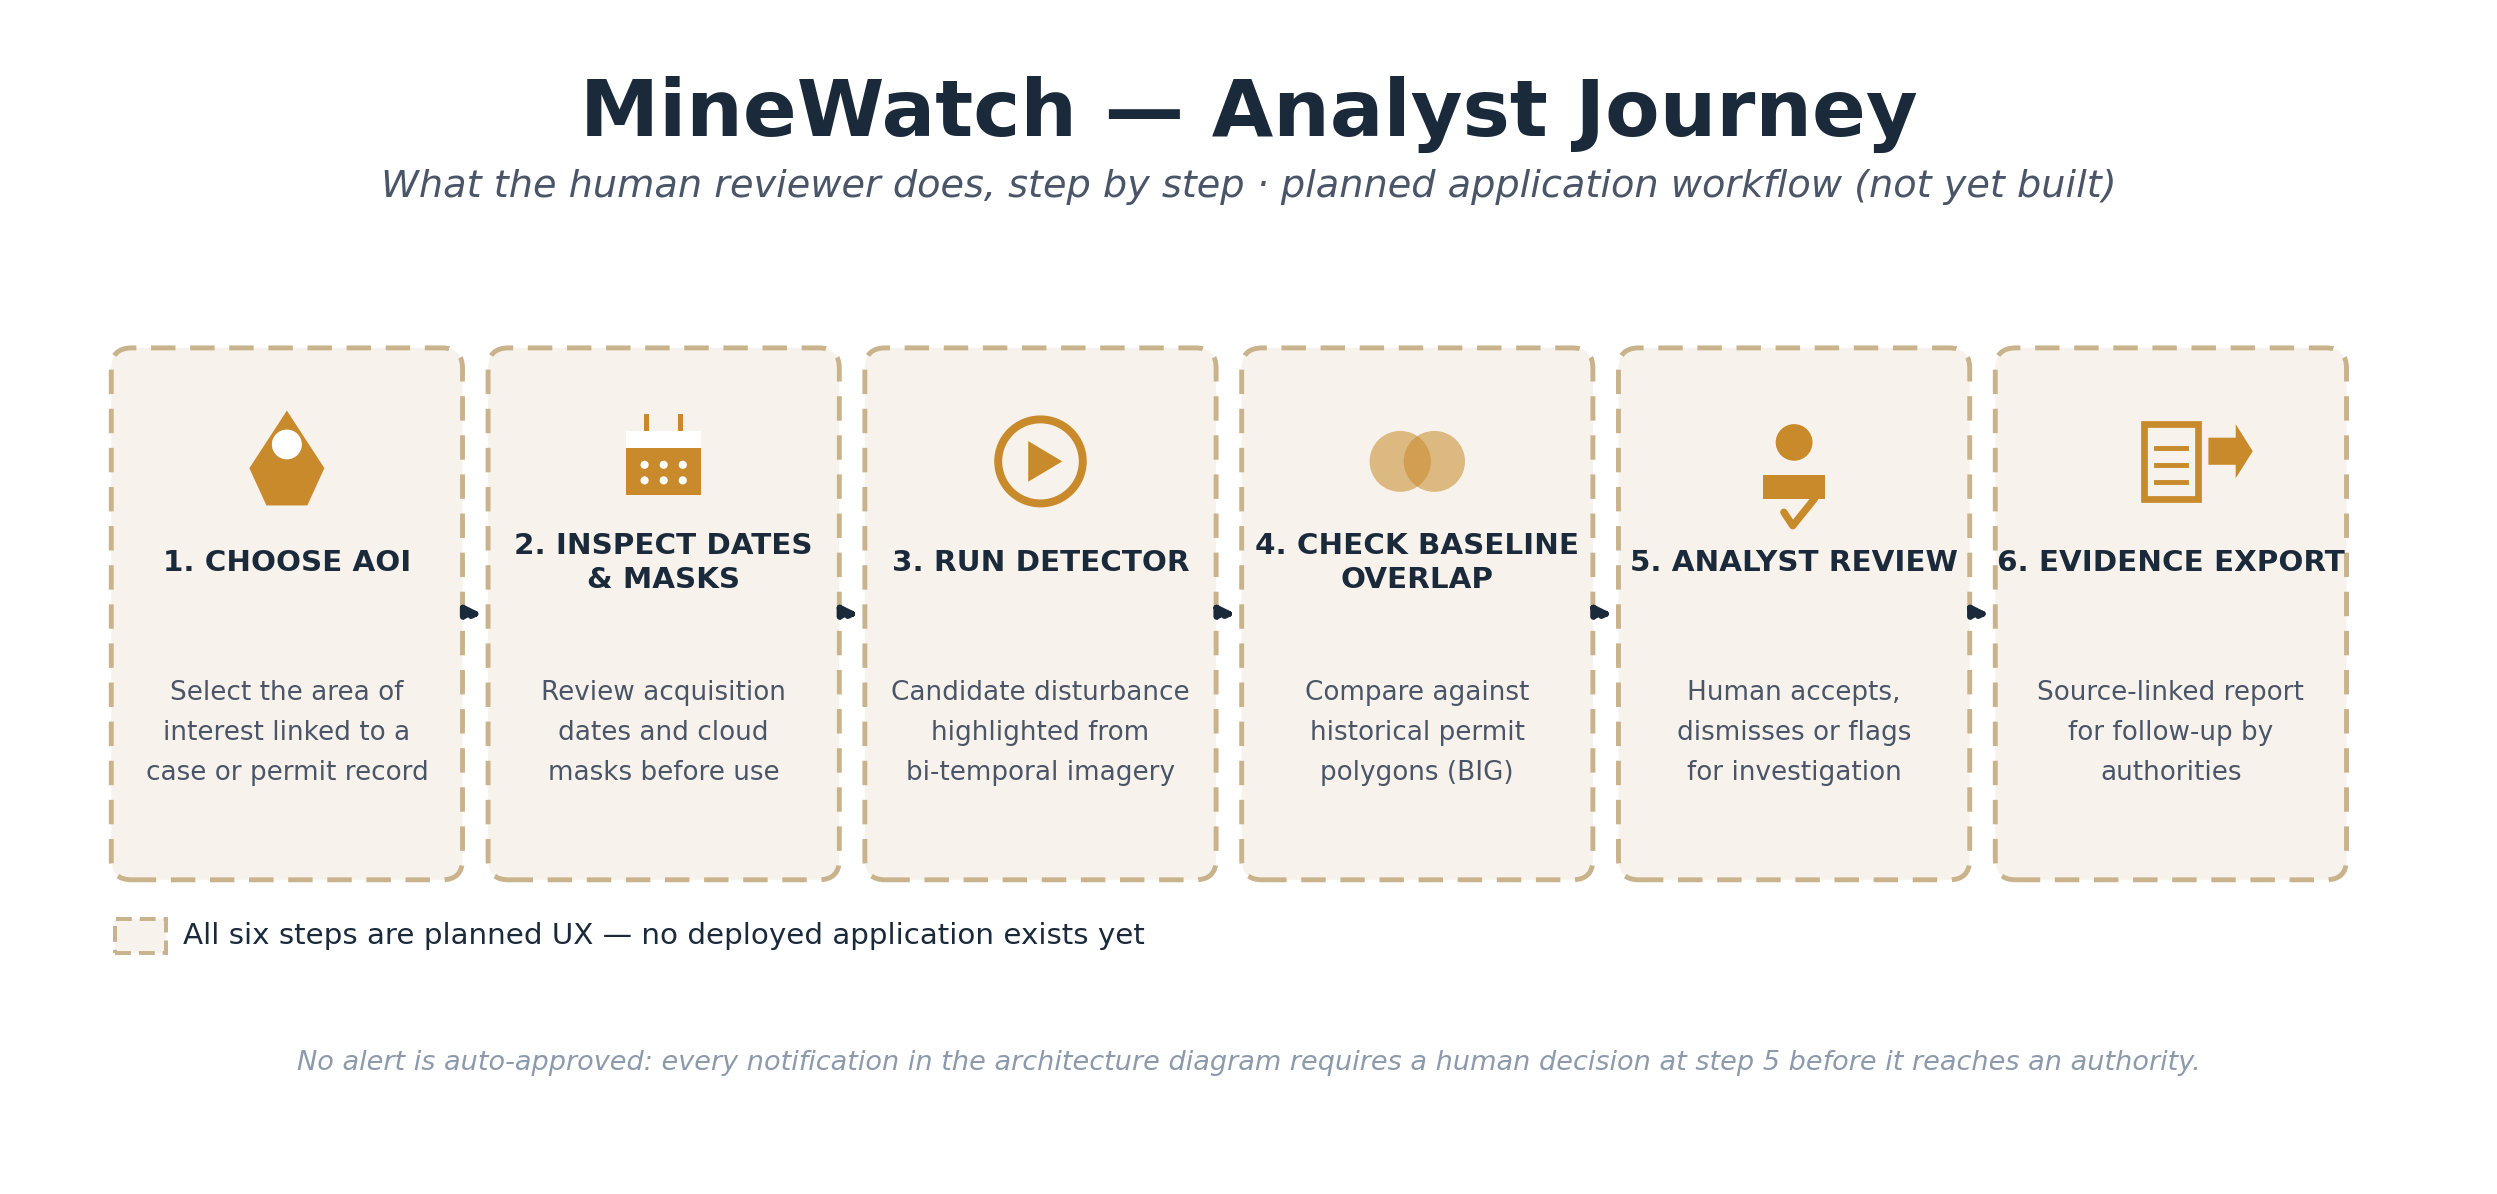 MineWatch — Analyst Journey
What the human reviewer does, step by step · planned application workflow (not yet built)
1. CHOOSE AOI
Select the area of
interest linked to a
case or permit record
2. INSPECT DATES
& MASKS
Review acquisition
dates and cloud
masks before use
3. RUN DETECTOR
Candidate disturbance
highlighted from
bi-temporal imagery
4. CHECK BASELINE
OVERLAP
Compare against
historical permit
polygons (BIG)
5. ANALYST REVIEW
Human accepts,
dismisses or flags
for investigation
6. EVIDENCE EXPORT
Source-linked report
for follow-up by
authorities
All six steps are planned UX — no deployed application exists yet
No alert is auto-approved: every notification in the architecture diagram requires a human decision at step 5 before it reaches an authority.